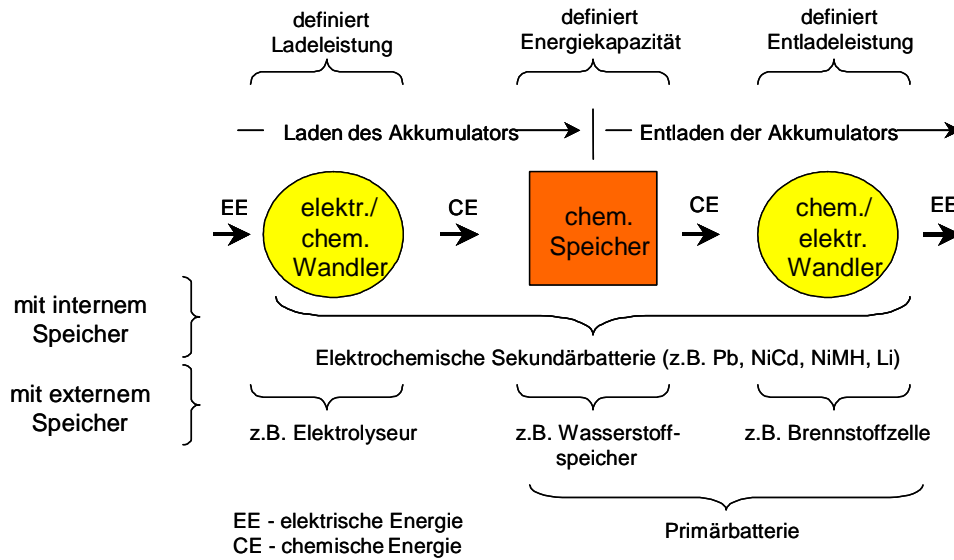 definiert
Ladeleistung
definiert
Energiekapazität
definiert
Entladeleistung
Laden des Akkumulators
Entladen der Akkumulators
EE
elektr./
chem.
Wandler
CE
chem.
Speicher
CE
chem./
elektr.
Wandler
EE
mit internem
Speicher
Elektrochemische Sekundärbatterie (z.B. Pb, NiCd, NiMH, Li)
mit externem
Speicher
z.B. Elektrolyseur
z.B. Wasserstoff-
speicher
z.B. Brennstoffzelle
EE - elektrische Energie
CE - chemische Energie
Primärbatterie